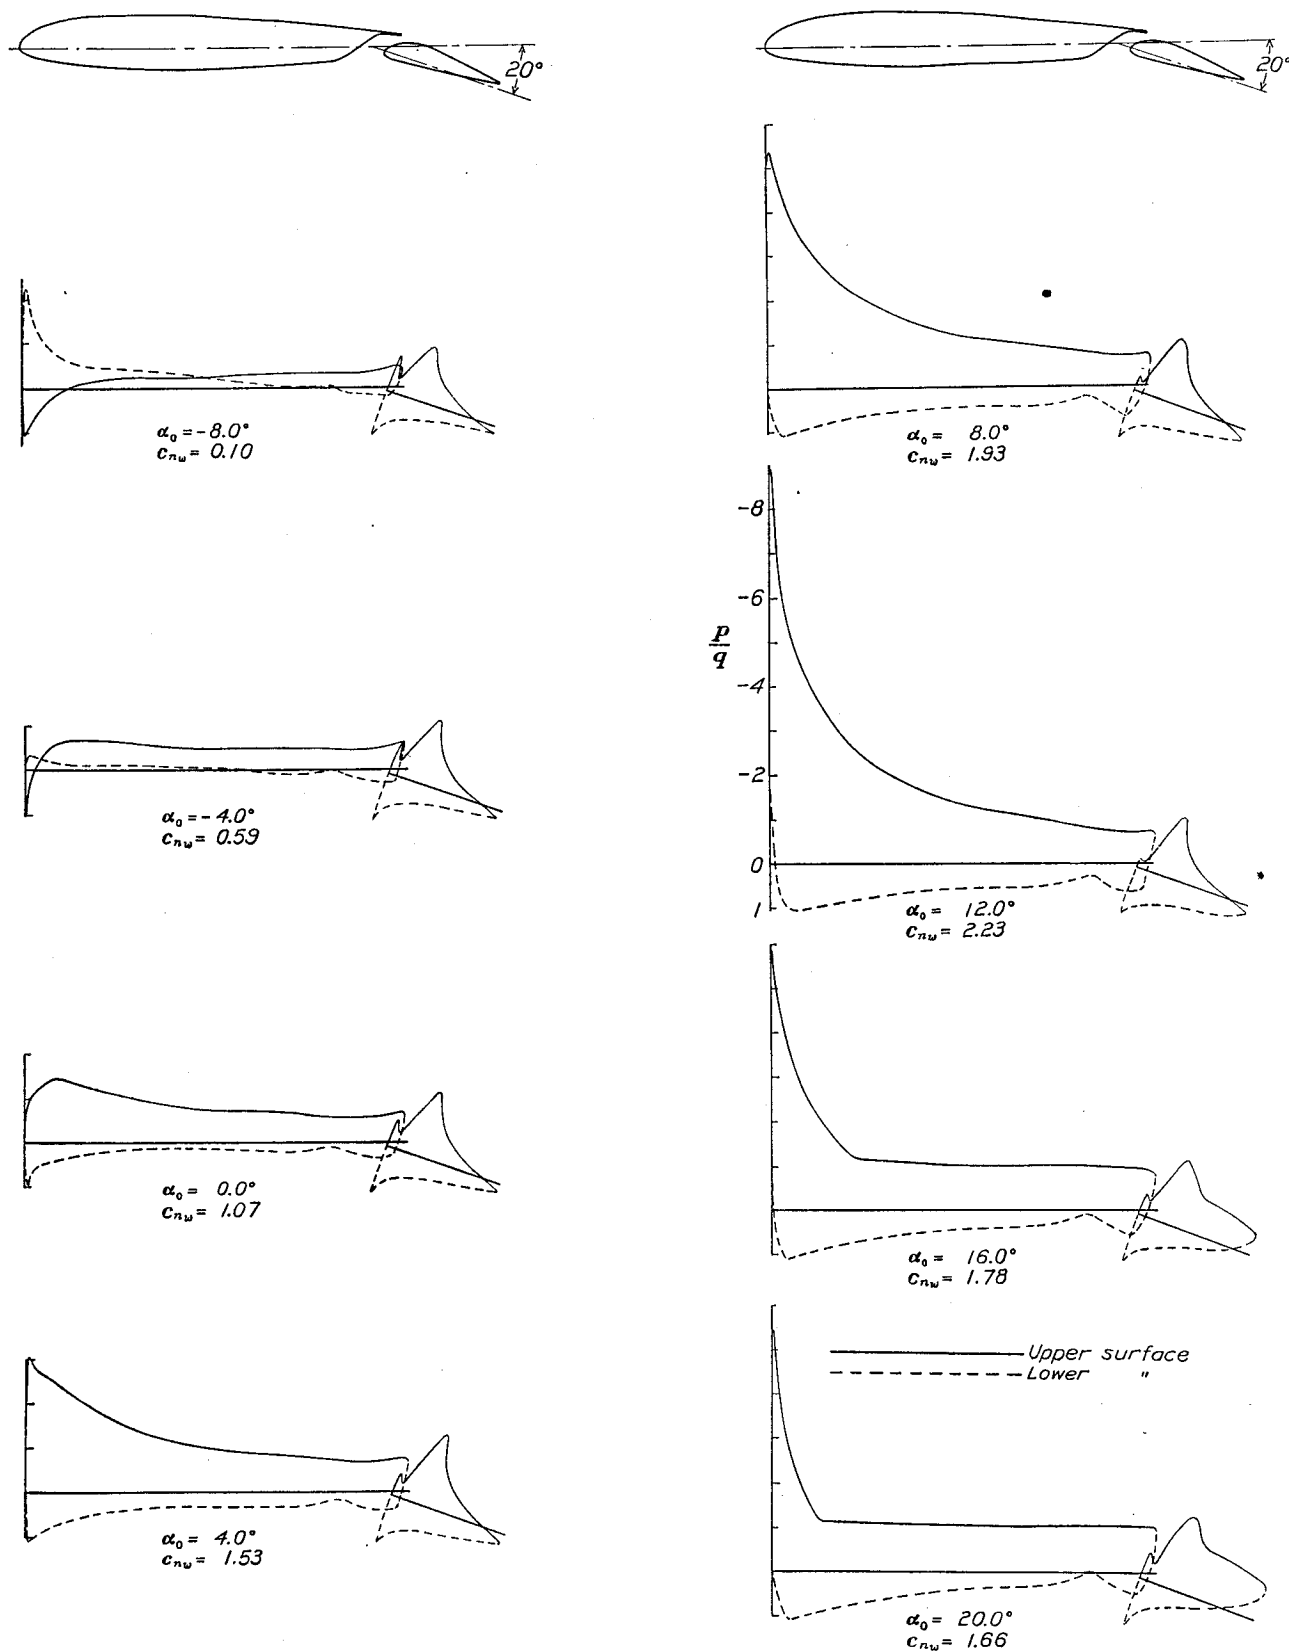 20°
α₀ = -8.0°
cₙw = 0.10
α₀ = -4.0°
cₙw = 0.59
α₀ = 0.0°
cₙw = 1.07
α₀ = 4.0°
cₙw = 1.53
20°
α₀ = 8.0°
cₙw = 1.93
-8
-6
p/q
-4
-2
0
1
α₀ = 12.0°
cₙw = 2.23
α₀ = 16.0°
cₙw = 1.78
Upper surface
Lower "
α₀ = 20.0°
cₙw = 1.66